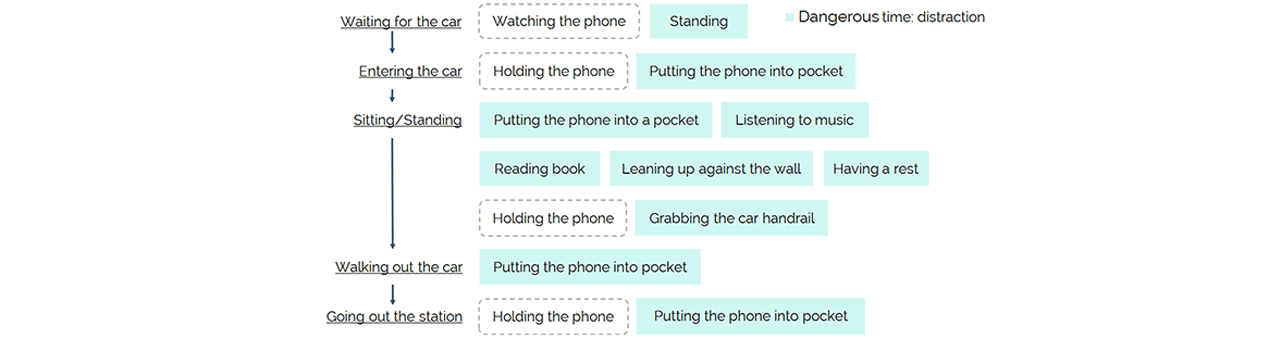 Waiting for the car Watching the phone Standing Dangerous time: distraction
Entering the car Holding the phone Putting the phone into pocket
Sitting/Standing Putting the phone into a pocket Listening to music
Reading book Leaning up against the wall Having a rest
Holding the phone Grabbing the car handrail
Walking out the car Putting the phone into pocket
Going out the station Holding the phone Putting the phone into pocket